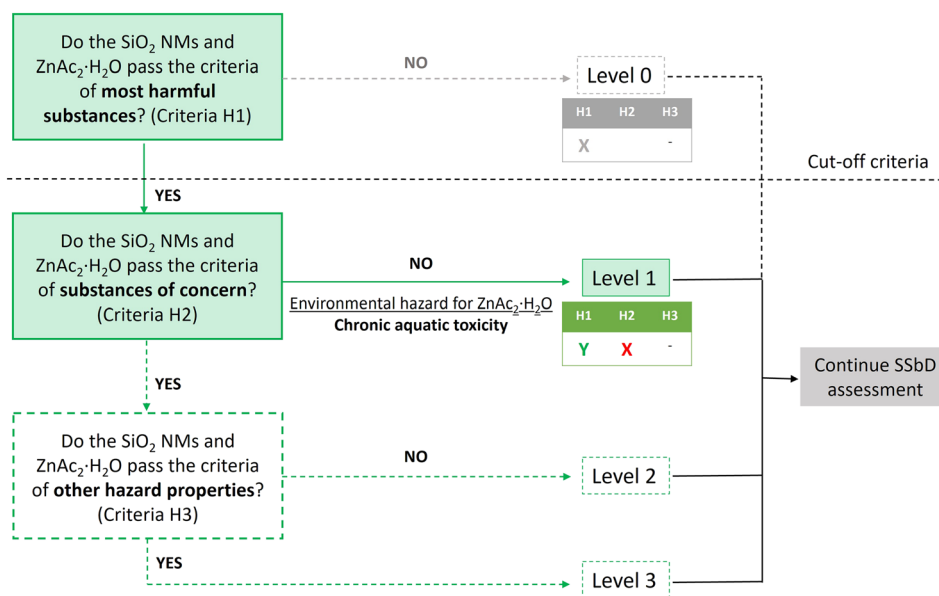 Do the SiO₂ NMs and
ZnAc₂·H₂O pass the criteria
of most harmful
substances? (Criteria H1)
NO
Level 0
H1 H2 H3
X -
Cut-off criteria
YES
Do the SiO₂ NMs and
ZnAc₂·H₂O pass the criteria
of substances of concern?
(Criteria H2)
NO
Environmental hazard for ZnAc₂·H₂O
Chronic aquatic toxicity
Level 1
H1 H2 H3
Y X -
Continue SSbD
assessment
YES
Do the SiO₂ NMs and
ZnAc₂·H₂O pass the criteria
of other hazard properties?
(Criteria H3)
NO
Level 2
YES
Level 3